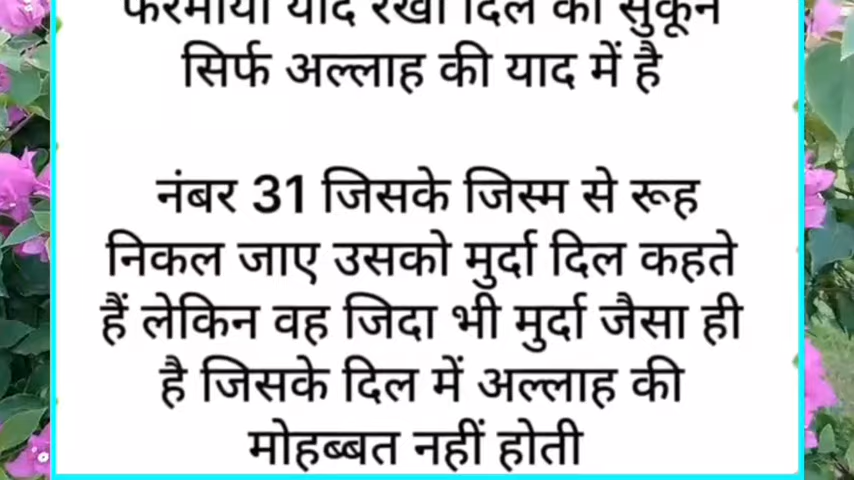 फरमाया याद रखो दिल का सुकून
सिर्फ अल्लाह की याद में है
नंबर 31 जिसके जिस्म से रूह
निकल जाए उसको मुर्दा दिल कहते
हैं लेकिन वह जिदा भी मुर्दा जैसा ही
है जिसके दिल में अल्लाह की
मोहब्बत नहीं होती